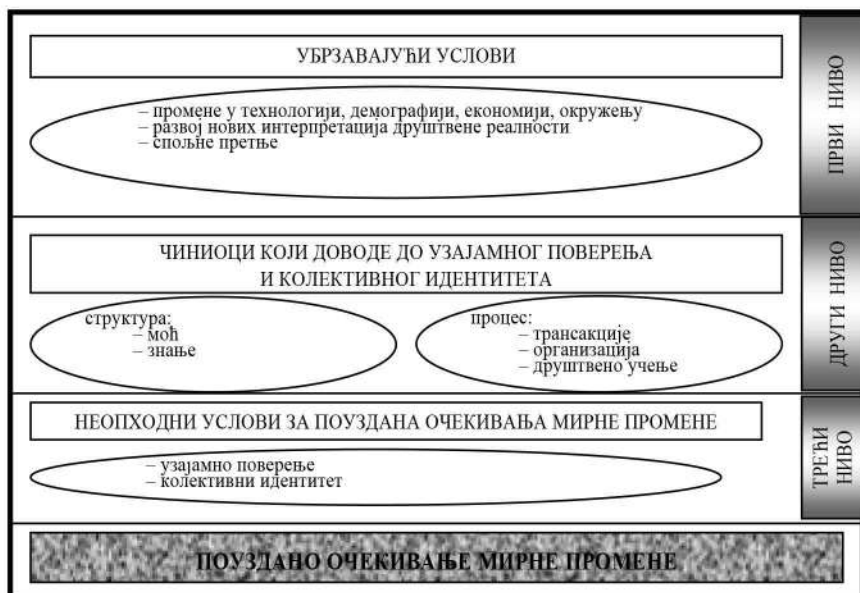 УБРЗАВАЈУЋИ УСЛОВИ
– промене у технологији, демографији, економији, окружењу
– развој нових интерпретација друштвене реалности
– спољне претње
ПРВИ НИВО
ЧИНИОЦИ КОЈИ ДОВОДЕ ДО УЗАЈАМНОГ ПОВЕРЕЊА
И КОЛЕКТИВНОГ ИДЕНТИТЕТА
структура:
– моћ
– знање
процес:
– трансакције
– организација
– друштвено учење
ДРУГИ НИВО
НЕОПХОДНИ УСЛОВИ ЗА ПОУЗДАНА ОЧЕКИВАЊА МИРНЕ ПРОМЕНЕ
– узајамно поверење
– колективни идентитет
ТРЕЋИ
НИВО
ПОУЗДАНО ОЧЕКИВАЊЕ МИРНЕ ПРОМЕНЕ